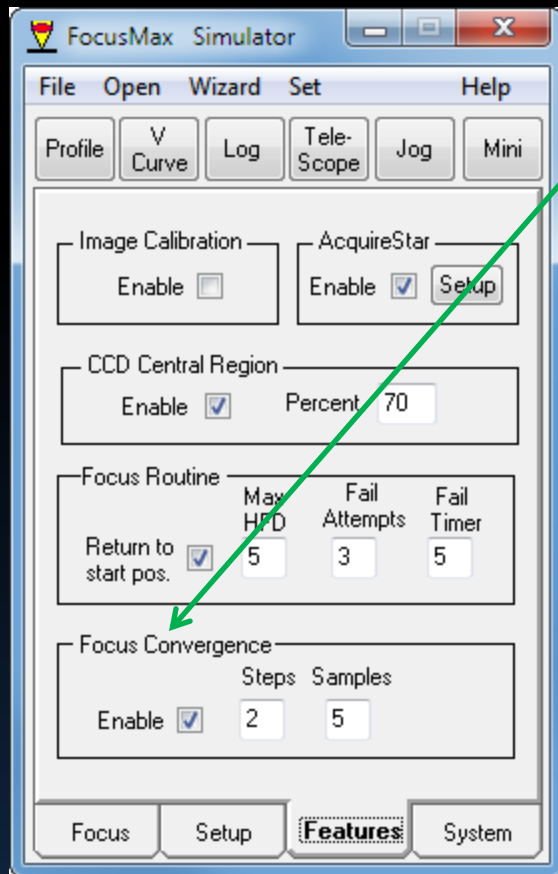 FocusMax Simulator
File Open Wizard Set Help
Profile V Curve Log Tele-Scope Jog Mini
Image Calibration
Enable
AcquireStar
Enable Setup
CCD Central Region
Enable Percent 70
Focus Routine
Max HFD Fail Attempts Fail Timer
Return to start pos. 5 3 5
Focus Convergence
Steps Samples
Enable 2 5
Focus Setup Features System